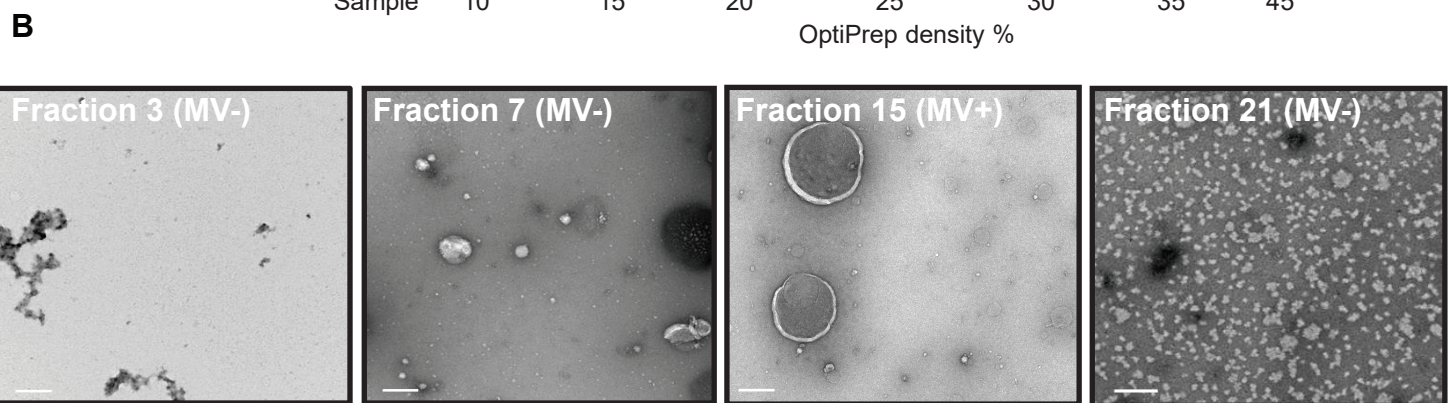 Sample 10 15 20 25 30 35 45
B
OptiPrep density %
Fraction 3 (MV-) Fraction 7 (MV-) Fraction 15 (MV+) Fraction 21 (MV-)